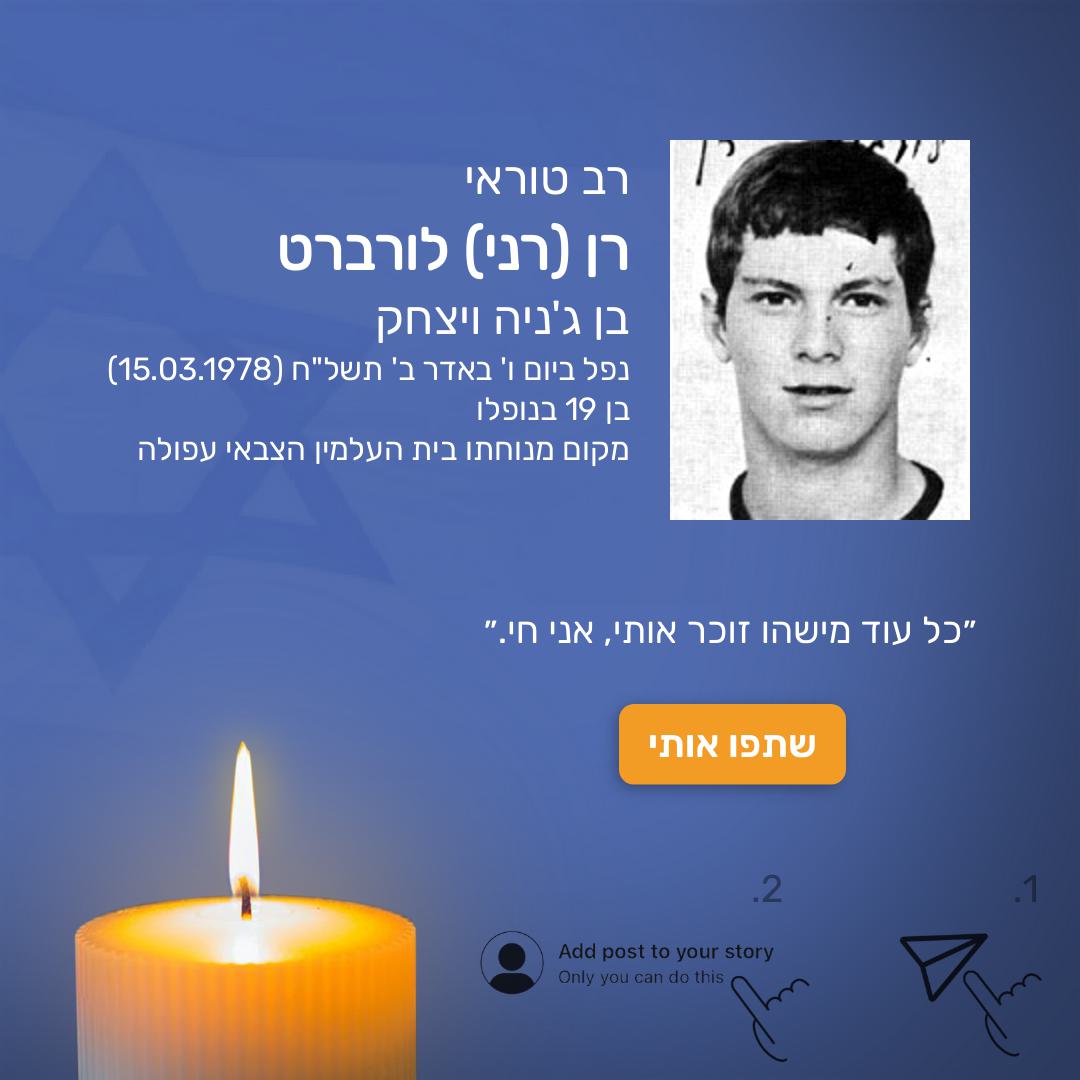 רב טוראי
רן (רני) לורברט
בן ג'ניה ויצחק
נפל ביום ו' באדר ב' תשל"ח (15.03.1978)
בן 19 בנופלו
מקום מנוחתו בית העלמין הצבאי עפולה
״כל עוד מישהו זוכר אותי, אני חי.״
שתפו אותי
1.
2.
Add post to your story
Only you can do this